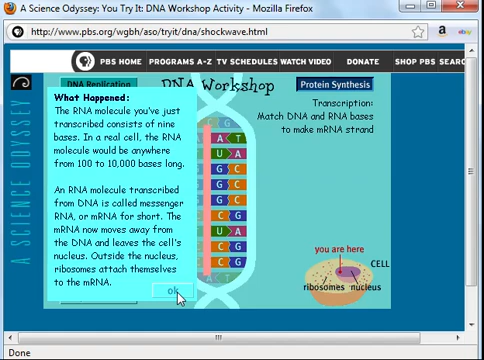 A Science Odyssey: You Try It: DNA Workshop Activity - Mozilla Firefox
http://www.pbs.org/wgbh/aso/tryit/dna/shockwave.html
PBS HOME PROGRAMS A-Z TV SCHEDULES WATCH VIDEO DONATE SHOP PBS SEARC
A SCIENCE ODYSSEY
DNA Replication
DNA Workshop
Protein Synthesis
Transcription:
Match DNA and RNA bases
to make mRNA strand
What Happened:
The RNA molecule you've just
transcribed consists of nine
bases. In a real cell, the RNA
molecule would be anywhere
from 100 to 10,000 bases long.
An RNA molecule transcribed
from DNA is called messenger
RNA, or mRNA for short. The
mRNA now moves away from
the DNA and leaves the cell's
nucleus. Outside the nucleus,
ribosomes attach themselves
to the mRNA.
ok
C G
A T
U A
G C
G C
G C
C G
U A
C G
C G
A T
you are here
CELL
ribosomes nucleus
Done